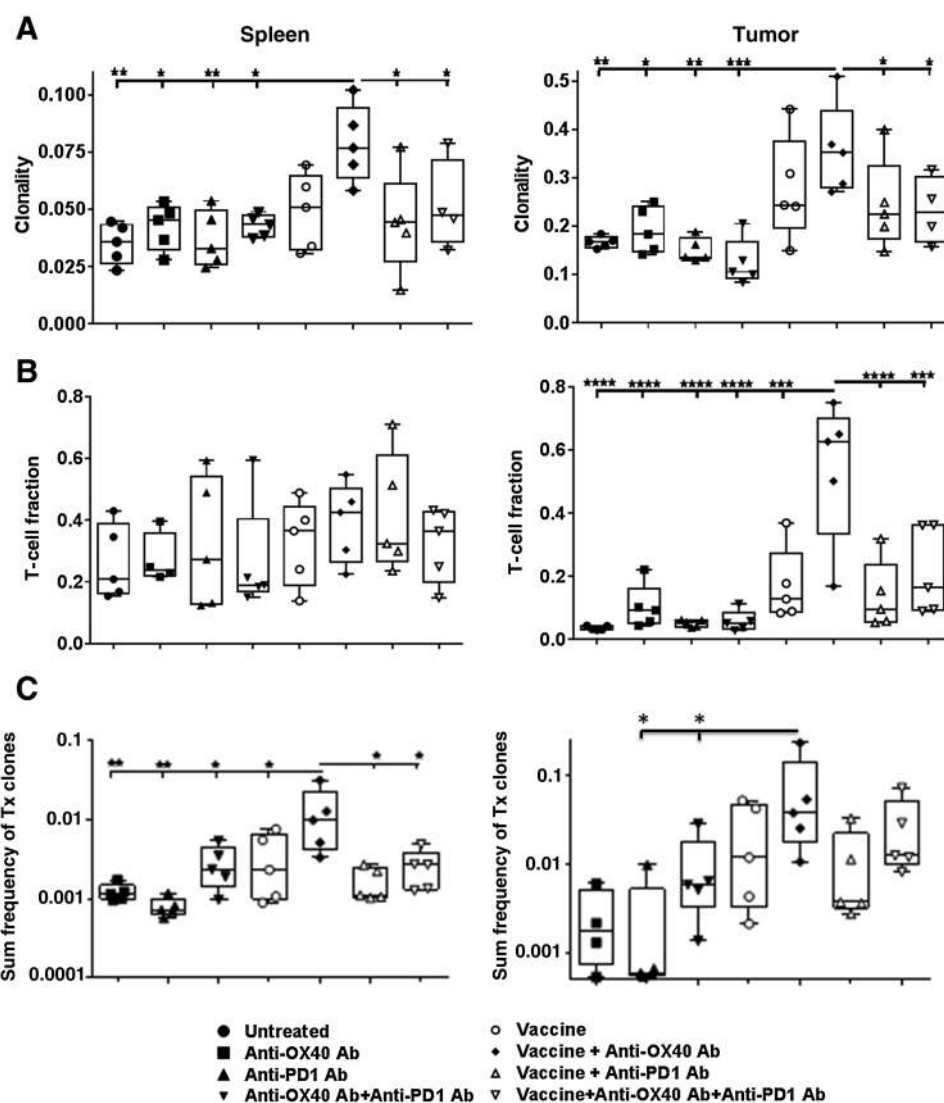 A
Spleen
Tumor
** * ** * * *
** * ** *** * *
Clonality
0.100
0.075
0.050
0.025
0.000
Clonality
0.5
0.4
0.3
0.2
0.1
0.0
B
T-cell fraction
0.8
0.6
0.4
0.2
0.0
**** **** **** **** *** **** ***
T-cell fraction
0.8
0.6
0.4
0.2
0.0
C
Sum frequency of Tx clones
0.1
0.01
0.001
0.0001
** ** * * * *
* *
Sum frequency of Tx clones
0.1
0.01
0.001
Untreated
Anti-OX40 Ab
Anti-PD1 Ab
Anti-OX40 Ab+Anti-PD1 Ab
Vaccine
Vaccine + Anti-OX40 Ab
Vaccine + Anti-PD1 Ab
Vaccine+Anti-OX40 Ab+Anti-PD1 Ab